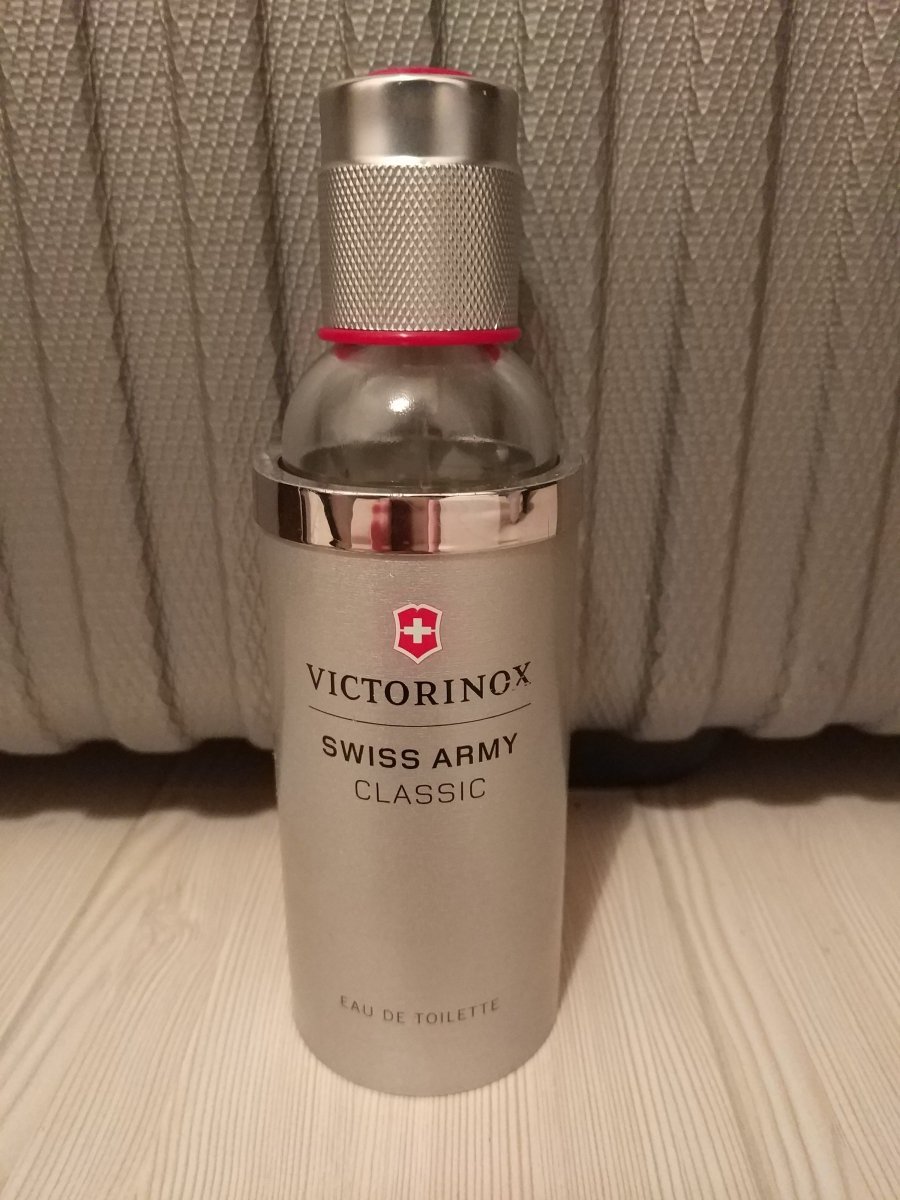 VICTORINOX
SWISS ARMY
CLASSIC
EAU DE TOILETTE